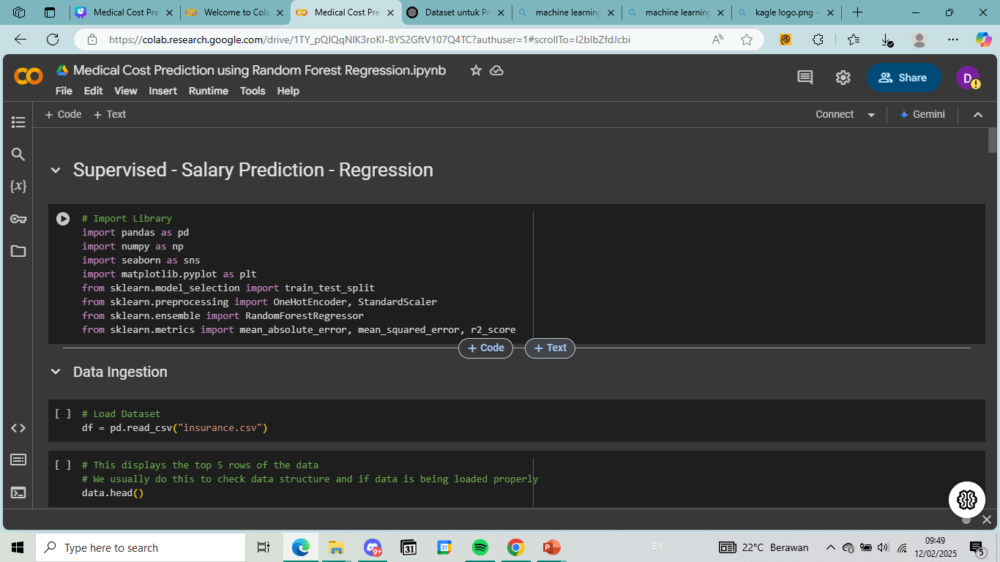 Medical Cost Pre
Welcome to Cola
Medical Cost Pre
Dataset untuk Pr
machine learning
machine learning
kagle logo.png -
https://colab.research.google.com/drive/1TY_pQIQqNlK3roKI-8YS2GftV107Q4TC?authuser=1#scrollTo=I2bIbZfdJcbi
Medical Cost Prediction using Random Forest Regression.ipynb
File Edit View Insert Runtime Tools Help
Share
D
+ Code + Text
Connect
Gemini
Supervised - Salary Prediction - Regression
# Import Library
import pandas as pd
import numpy as np
import seaborn as sns
import matplotlib.pyplot as plt
from sklearn.model_selection import train_test_split
from sklearn.preprocessing import OneHotEncoder, StandardScaler
from sklearn.ensemble import RandomForestRegressor
from sklearn.metrics import mean_absolute_error, mean_squared_error, r2_score
+ Code + Text
Data Ingestion
[ ] # Load Dataset
df = pd.read_csv("insurance.csv")
[ ] # This displays the top 5 rows of the data
# We usually do this to check data structure and if data is being loaded properly
data.head()
Type here to search
9+
31
31
EN
22°C Berawan
09:49
12/02/2025
5